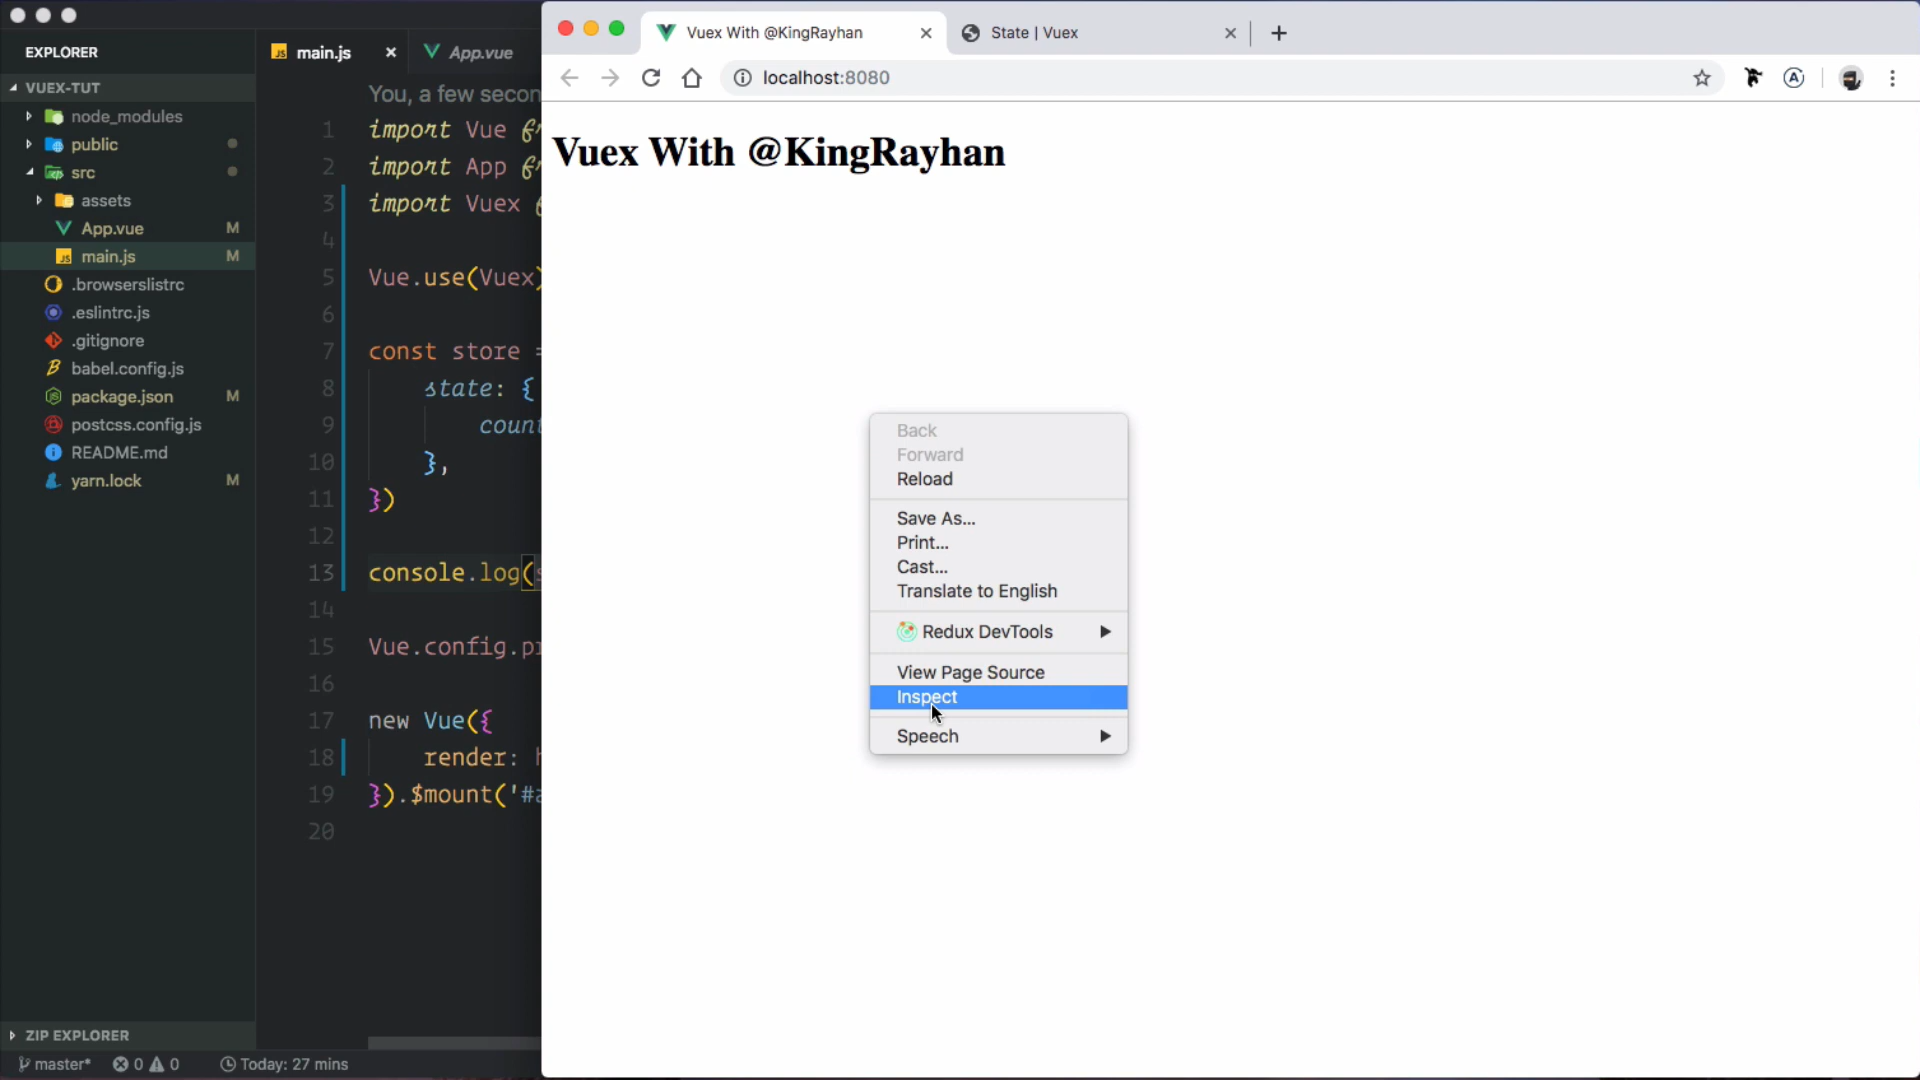 EXPLORER
VUEX-TUT
node_modules
public
src
assets
App.vue M
main.js M
.browserslistrc
.eslintrc.js
.gitignore
babel.config.js
package.json M
postcss.config.js
README.md
yarn.lock M
ZIP EXPLORER
master* 0 0 Today: 27 mins
main.js
App.vue
You, a few secon
1 import Vue fr
2 import App fr
3 import Vuex f
4
5 Vue.use(Vuex)
6
7 const store =
8 state: {
9 count
10 },
11 })
12
13 console.log(s
14
15 Vue.config.pr
16
17 new Vue({
18 render: h
19 }).$mount('#a
20
Vuex With @KingRayhan
State | Vuex
localhost:8080
Vuex With @KingRayhan
Back
Forward
Reload
Save As...
Print...
Cast...
Translate to English
Redux DevTools
View Page Source
Inspect
Speech